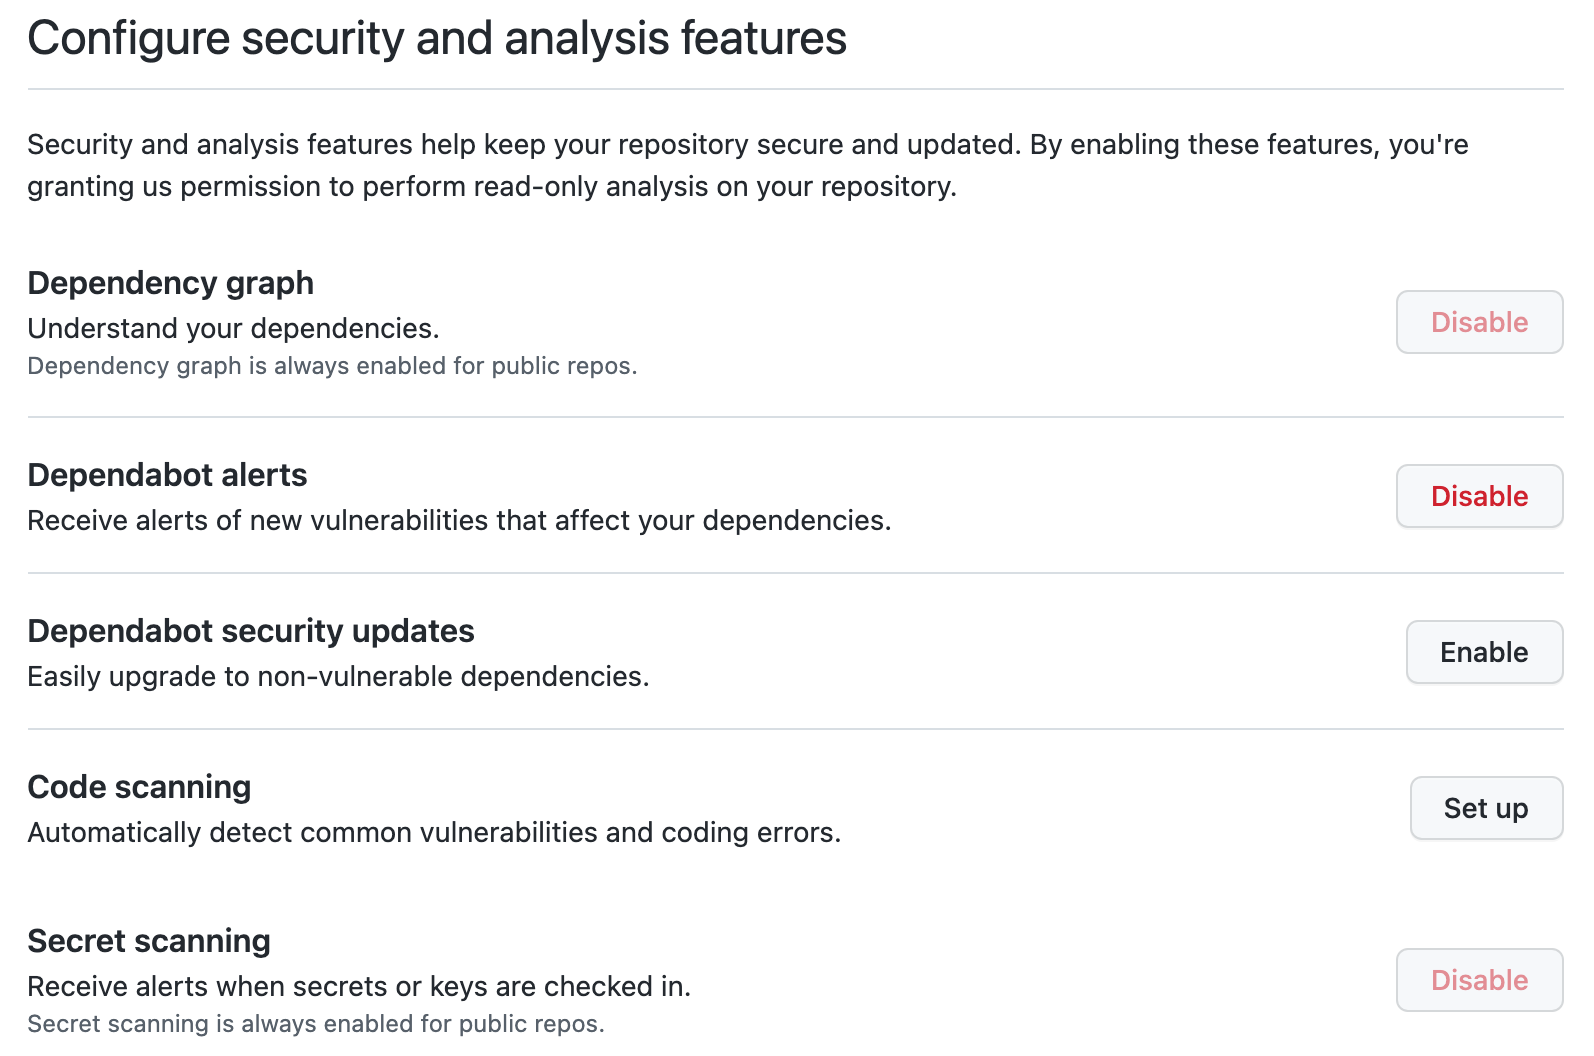 Configure security and analysis features
Security and analysis features help keep your repository secure and updated. By enabling these features, you're
granting us permission to perform read-only analysis on your repository.
Dependency graph
Understand your dependencies.
Dependency graph is always enabled for public repos.
Disable
Dependabot alerts
Receive alerts of new vulnerabilities that affect your dependencies.
Disable
Dependabot security updates
Easily upgrade to non-vulnerable dependencies.
Enable
Code scanning
Automatically detect common vulnerabilities and coding errors.
Set up
Secret scanning
Receive alerts when secrets or keys are checked in.
Secret scanning is always enabled for public repos.
Disable